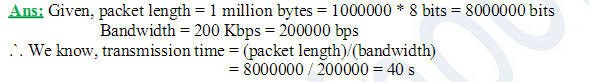 Ans: Given, packet length = 1 million bytes = 1000000 * 8 bits = 8000000 bits
Bandwidth = 200 Kbps = 200000 bps
∴ We know, transmission time = (packet length)/(bandwidth)
= 8000000 / 200000 = 40 s